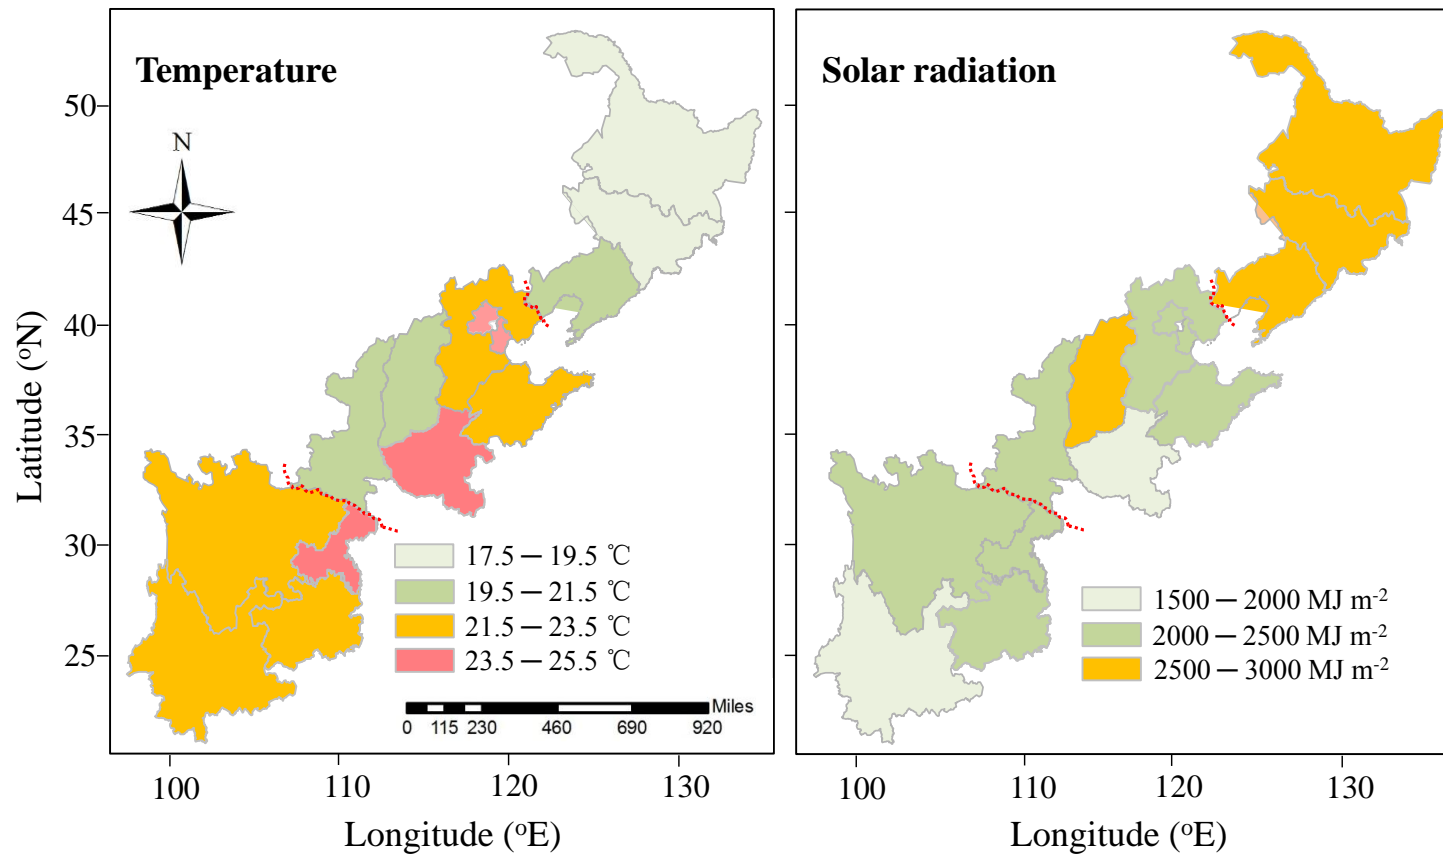 Temperature
Solar radiation
N
50
45
40
35
30
25
Latitude (°N)
17.5 — 19.5 ℃
19.5 — 21.5 ℃
21.5 — 23.5 ℃
23.5 — 25.5 ℃
Miles
0 115 230 460 690 920
1500 — 2000 MJ m⁻²
2000 — 2500 MJ m⁻²
2500 — 3000 MJ m⁻²
100 110 120 130
100 110 120 130
Longitude (°E)
Longitude (°E)